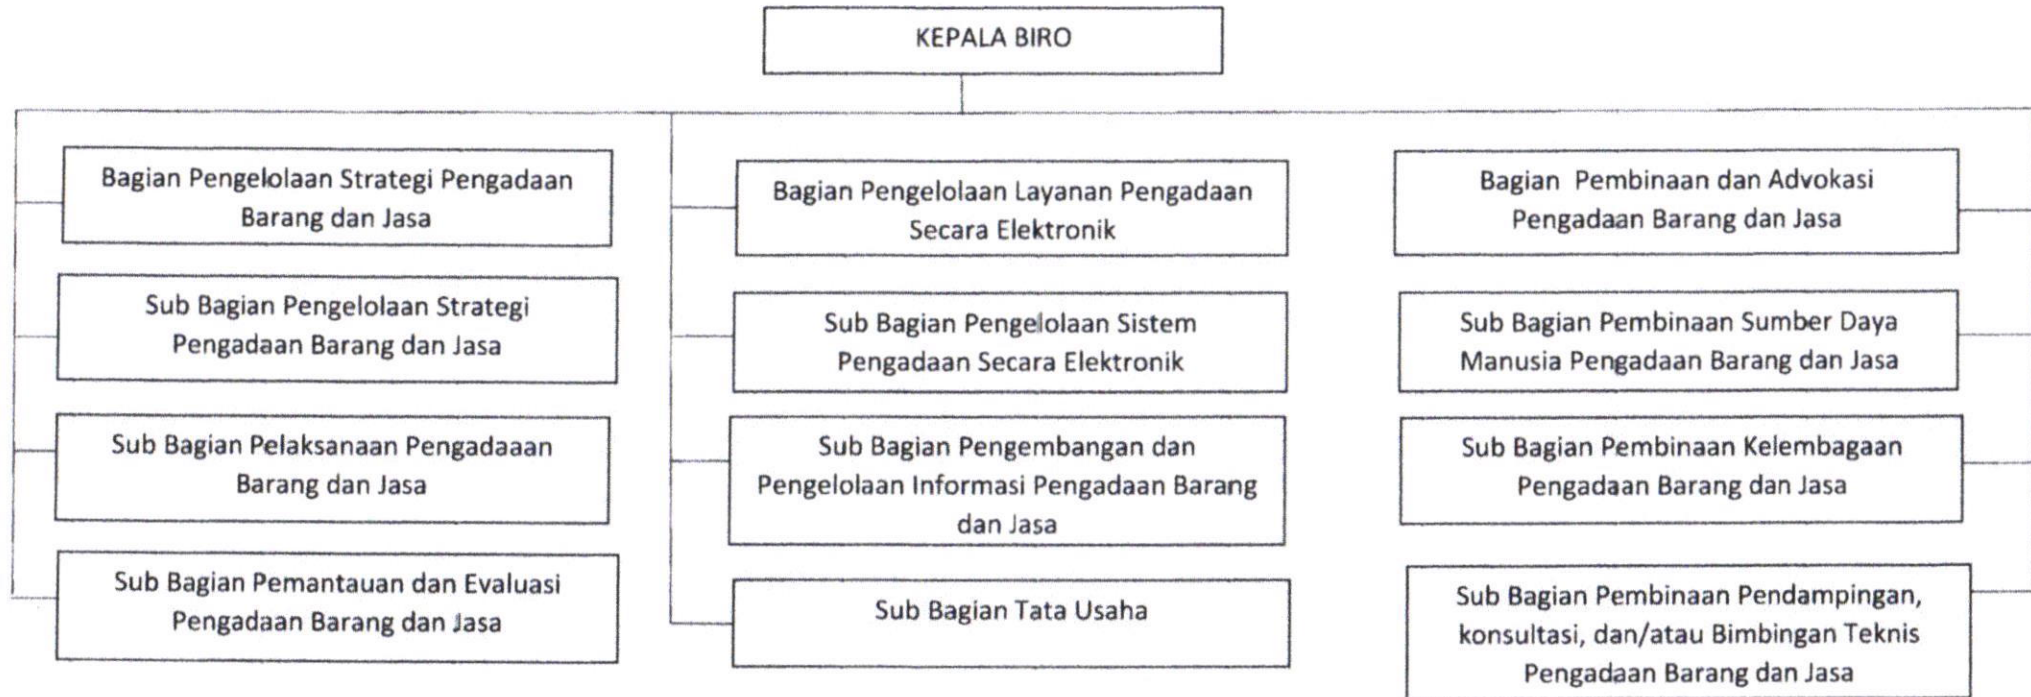 KEPALA BIRO
Bagian Pengelolaan Strategi Pengadaan
Barang dan Jasa
Sub Bagian Pengelolaan Strategi
Pengadaan Barang dan Jasa
Sub Bagian Pelaksanaan Pengadaaan
Barang dan Jasa
Sub Bagian Pemantauan dan Evaluasi
Pengadaan Barang dan Jasa
Bagian Pengelolaan Layanan Pengadaan
Secara Elektronik
Sub Bagian Pengelolaan Sistem
Pengadaan Secara Elektronik
Sub Bagian Pengembangan dan
Pengelolaan Informasi Pengadaan Barang
dan Jasa
Sub Bagian Tata Usaha
Bagian Pembinaan dan Advokasi
Pengadaan Barang dan Jasa
Sub Bagian Pembinaan Sumber Daya
Manusia Pengadaan Barang dan Jasa
Sub Bagian Pembinaan Kelembagaan
Pengadaan Barang dan Jasa
Sub Bagian Pembinaan Pendampingan,
konsultasi, dan/atau Bimbingan Teknis
Pengadaan Barang dan Jasa